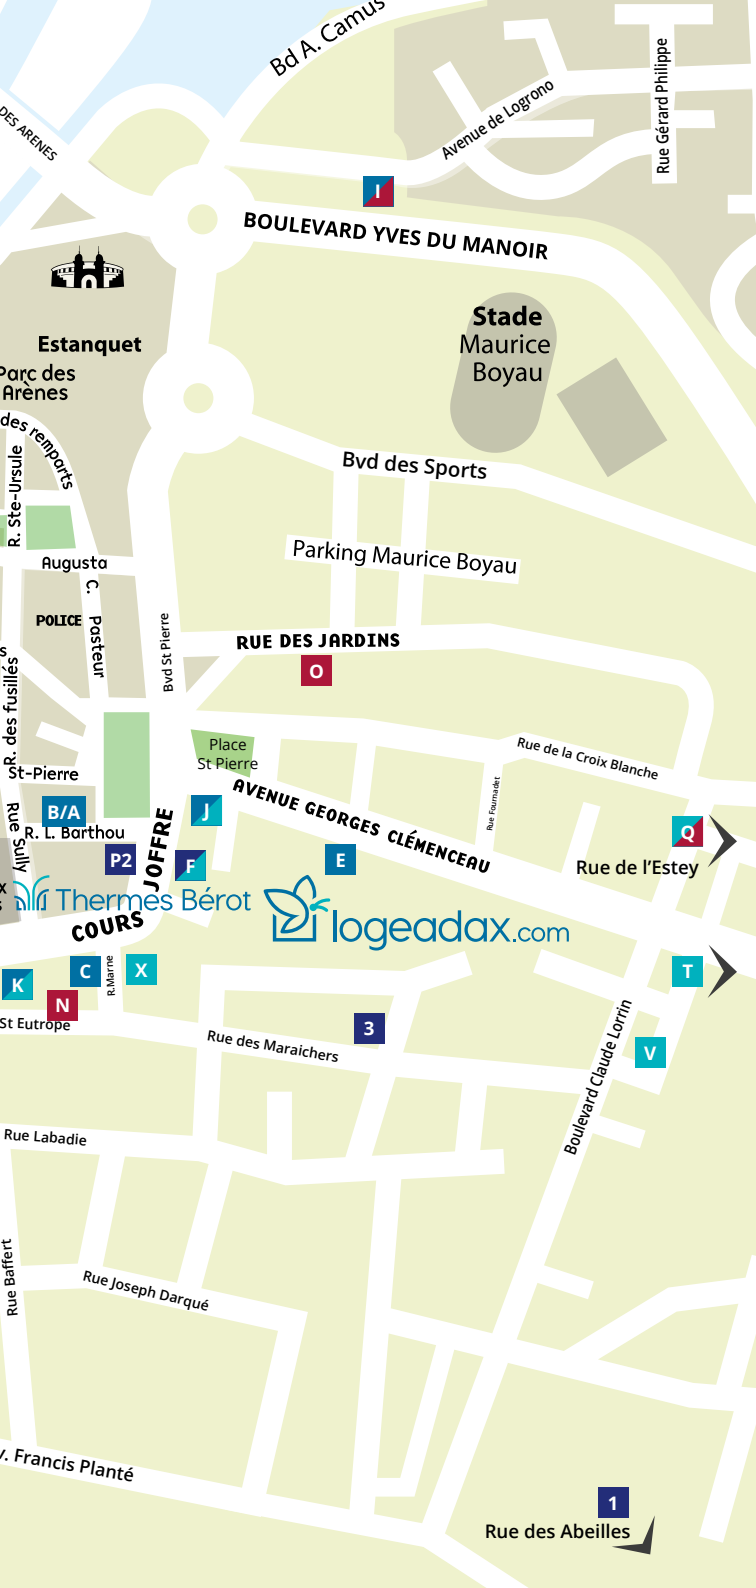 Bd A. Camus
Rue Gérard Philippe
Avenue de Logrono
DES ARENES
I
BOULEVARD YVES DU MANOIR
Stade
Maurice
Boyau
Estanquet
Parc des
Arènes
des remparts
R. Ste-Ursule
Bvd des Sports
Parking Maurice Boyau
Augusta
C. Pasteur
POLICE
Bvd St Pierre
RUE DES JARDINS
O
R. des fusillés
Place
St Pierre
Rue de la Croix Blanche
St-Pierre
AVENUE GEORGES CLÉMENCEAU
Rue Fournadet
B/A
J
Rue Sully
R. L. Barthou
Q
P2
JOFFRE
F
E
Rue de l’Estey
Thermes Bérot
logeadax.com
COURS
C
X
R.Marne
T
K
N
St Eutrope
3
Rue des Maraichers
Boulevard Claude Lorrin
V
Rue Labadie
Rue Baffert
Rue Joseph Darqué
v. Francis Planté
1
Rue des Abeilles